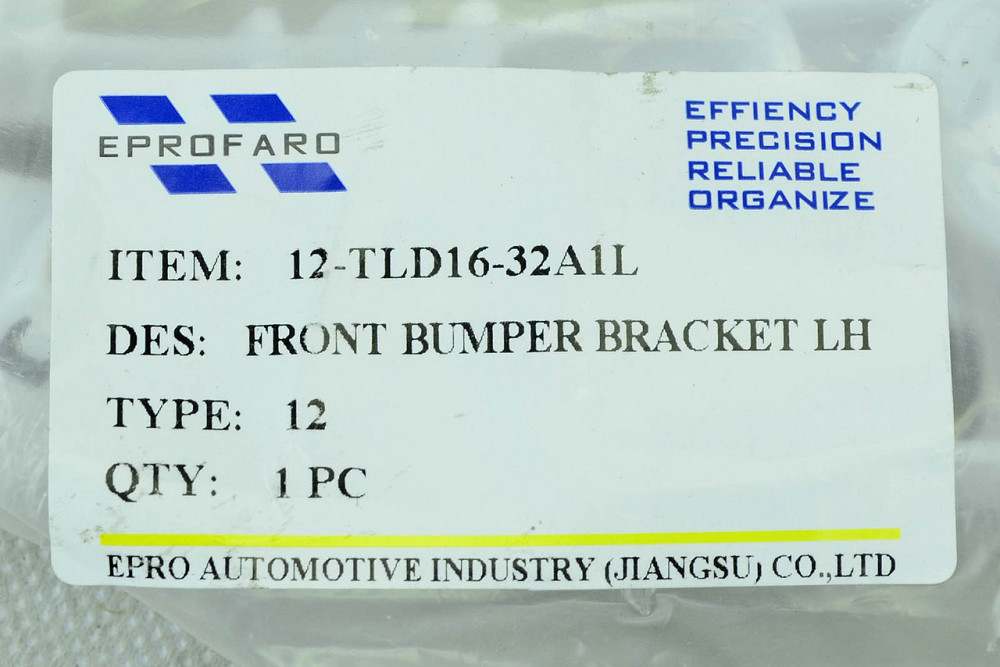 EPROFARO
EFFIENCY
PRECISION
RELIABLE
ORGANIZE
ITEM: 12-TLD16-32A1L
DES: FRONT BUMPER BRACKET LH
TYPE: 12
QTY: 1 PC
EPRO AUTOMOTIVE INDUSTRY (JIANGSU) CO.,LTD